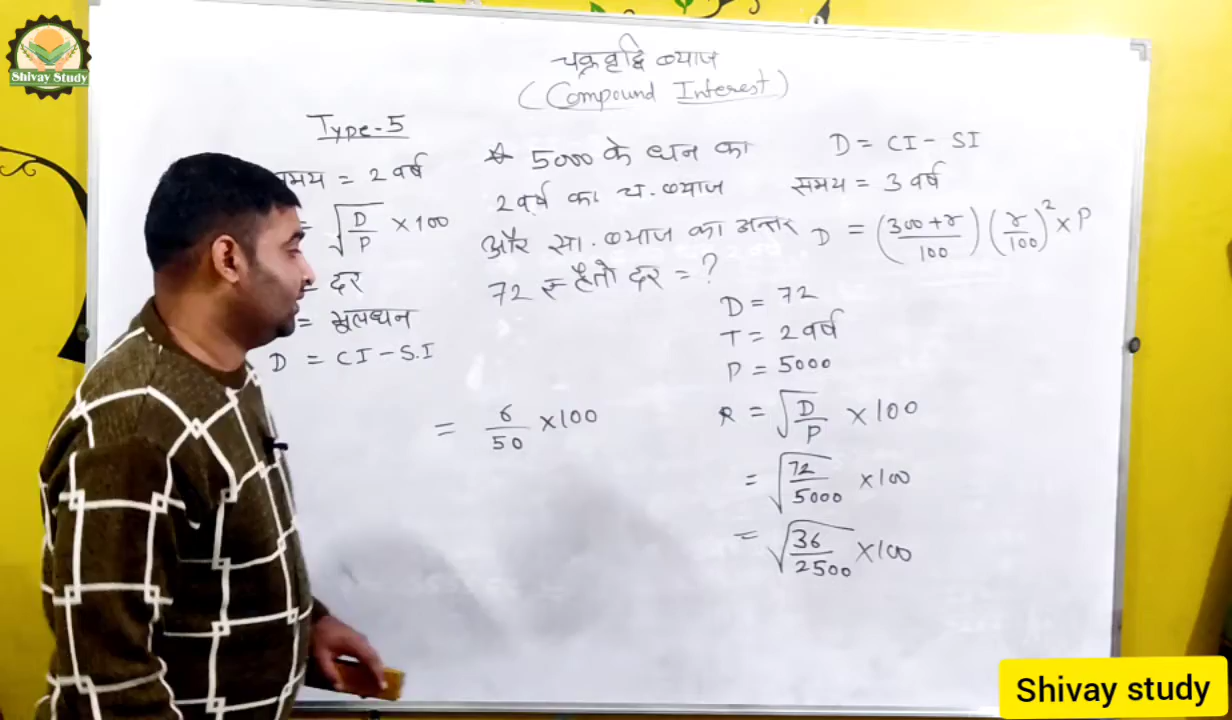 Shivay Study
चक्रवृद्धि ब्याज
(Compound Interest)
Type-5
समय = 2 वर्ष
= √(D/P) × 100
= दर
= मूलधन
D = CI - S.I
* 5000 के धन का
2 वर्ष का च. ब्याज
और सा. ब्याज का अन्तर
72 रू है तो दर = ?
D = CI - SI
समय = 3 वर्ष
D = ((300+r)/100) (r/100)² × P
D = 72
T = 2 वर्ष
P = 5000
R = √(D/P) × 100
= √(72/5000) × 100
= √(36/2500) × 100
= 6/50 × 100
Shivay study